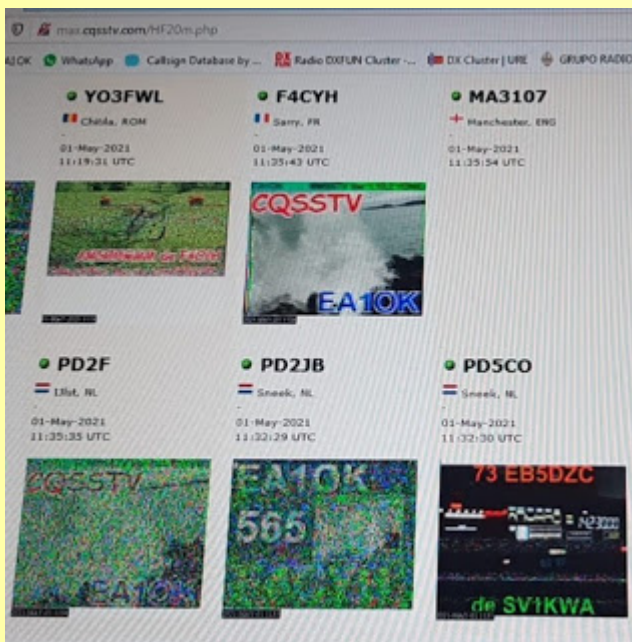 max.cqsstv.com/HF20m.php
WhatsApp Callsign Database by ... Radio DXFUN Cluster -... DX Cluster | URE GRUPO RADIO
YO3FWL
Chitila, ROM
-
01-May-2021
11:19:31 UTC
F4CYH
Sarry, FR
-
01-May-2021
11:35:43 UTC
CQSSTV
EA1OK
MA3107
Manchester, ENG
-
01-May-2021
11:35:54 UTC
PD2F
IJlst, NL
-
01-May-2021
11:35:35 UTC
CQSSTV
EA1OK
PD2JB
Sneek, NL
-
01-May-2021
11:32:29 UTC
EA1OK
565
PD5CO
Sneek, NL
-
01-May-2021
11:32:30 UTC
73 EB5DZC
de SV1KWA